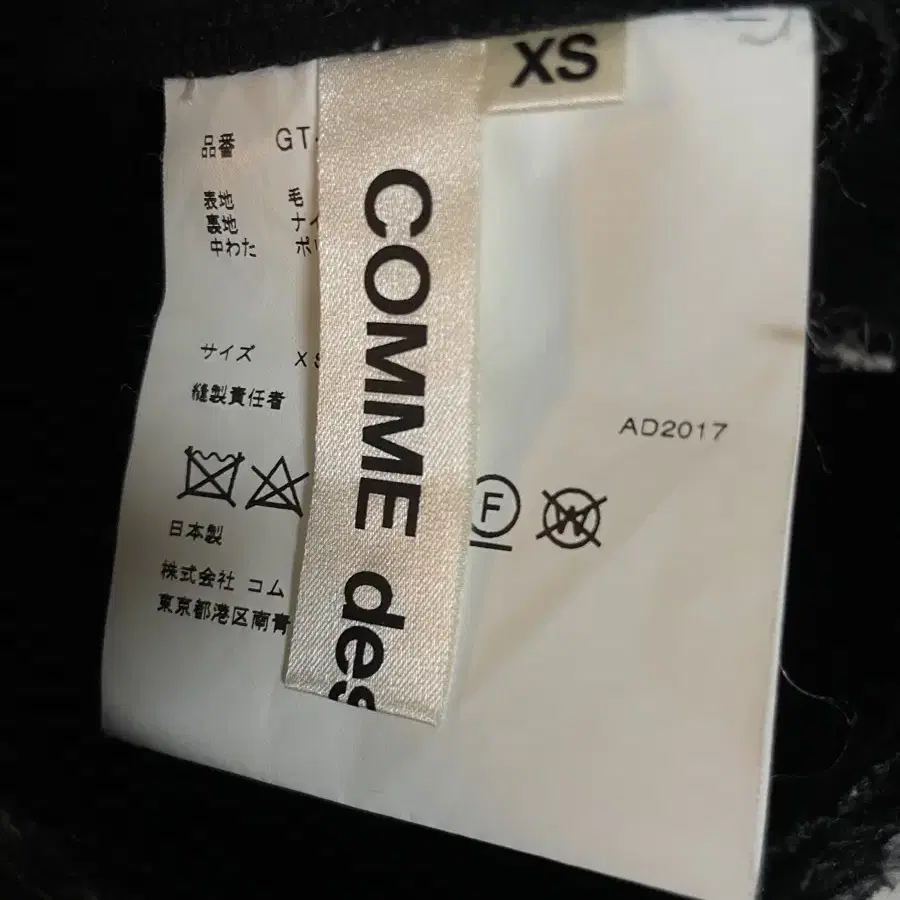 XS
COMME des
品番 GT-
表地 毛
裏地 ナイ
中わた ポリ
サイズ XS
縫製責任者
AD2017
F
W
日本製
株式会社 コム
東京都港区南青